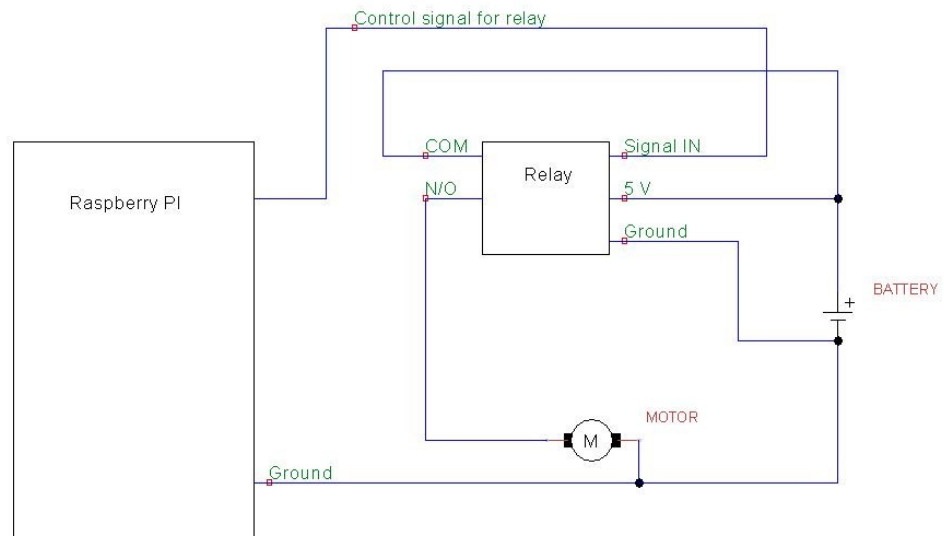 Control signal for relay
COM
Signal IN
Relay
N/O
5 V
Raspberry PI
Ground
BATTERY
+
MOTOR
M
Ground